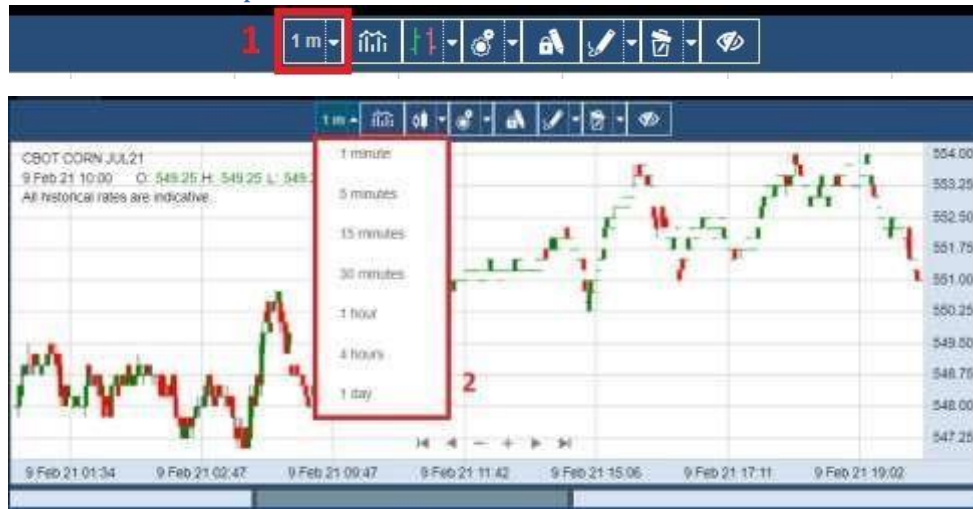 1
1 m
1 m
CBOT CORN JUL21
9 Feb 21 10:00 O: 549.25 H: 549.25 L: 549.2
All historical rates are indicative
1 minute
5 minutes
15 minutes
30 minutes
1 hour
4 hours
1 day
2
554.00
553.25
552.50
551.75
551.00
550.25
549.50
548.75
548.00
547.25
9 Feb 21 01:34 9 Feb 21 02:47 9 Feb 21 09:47 9 Feb 21 11:42 9 Feb 21 15:06 9 Feb 21 17:11 9 Feb 21 19:02